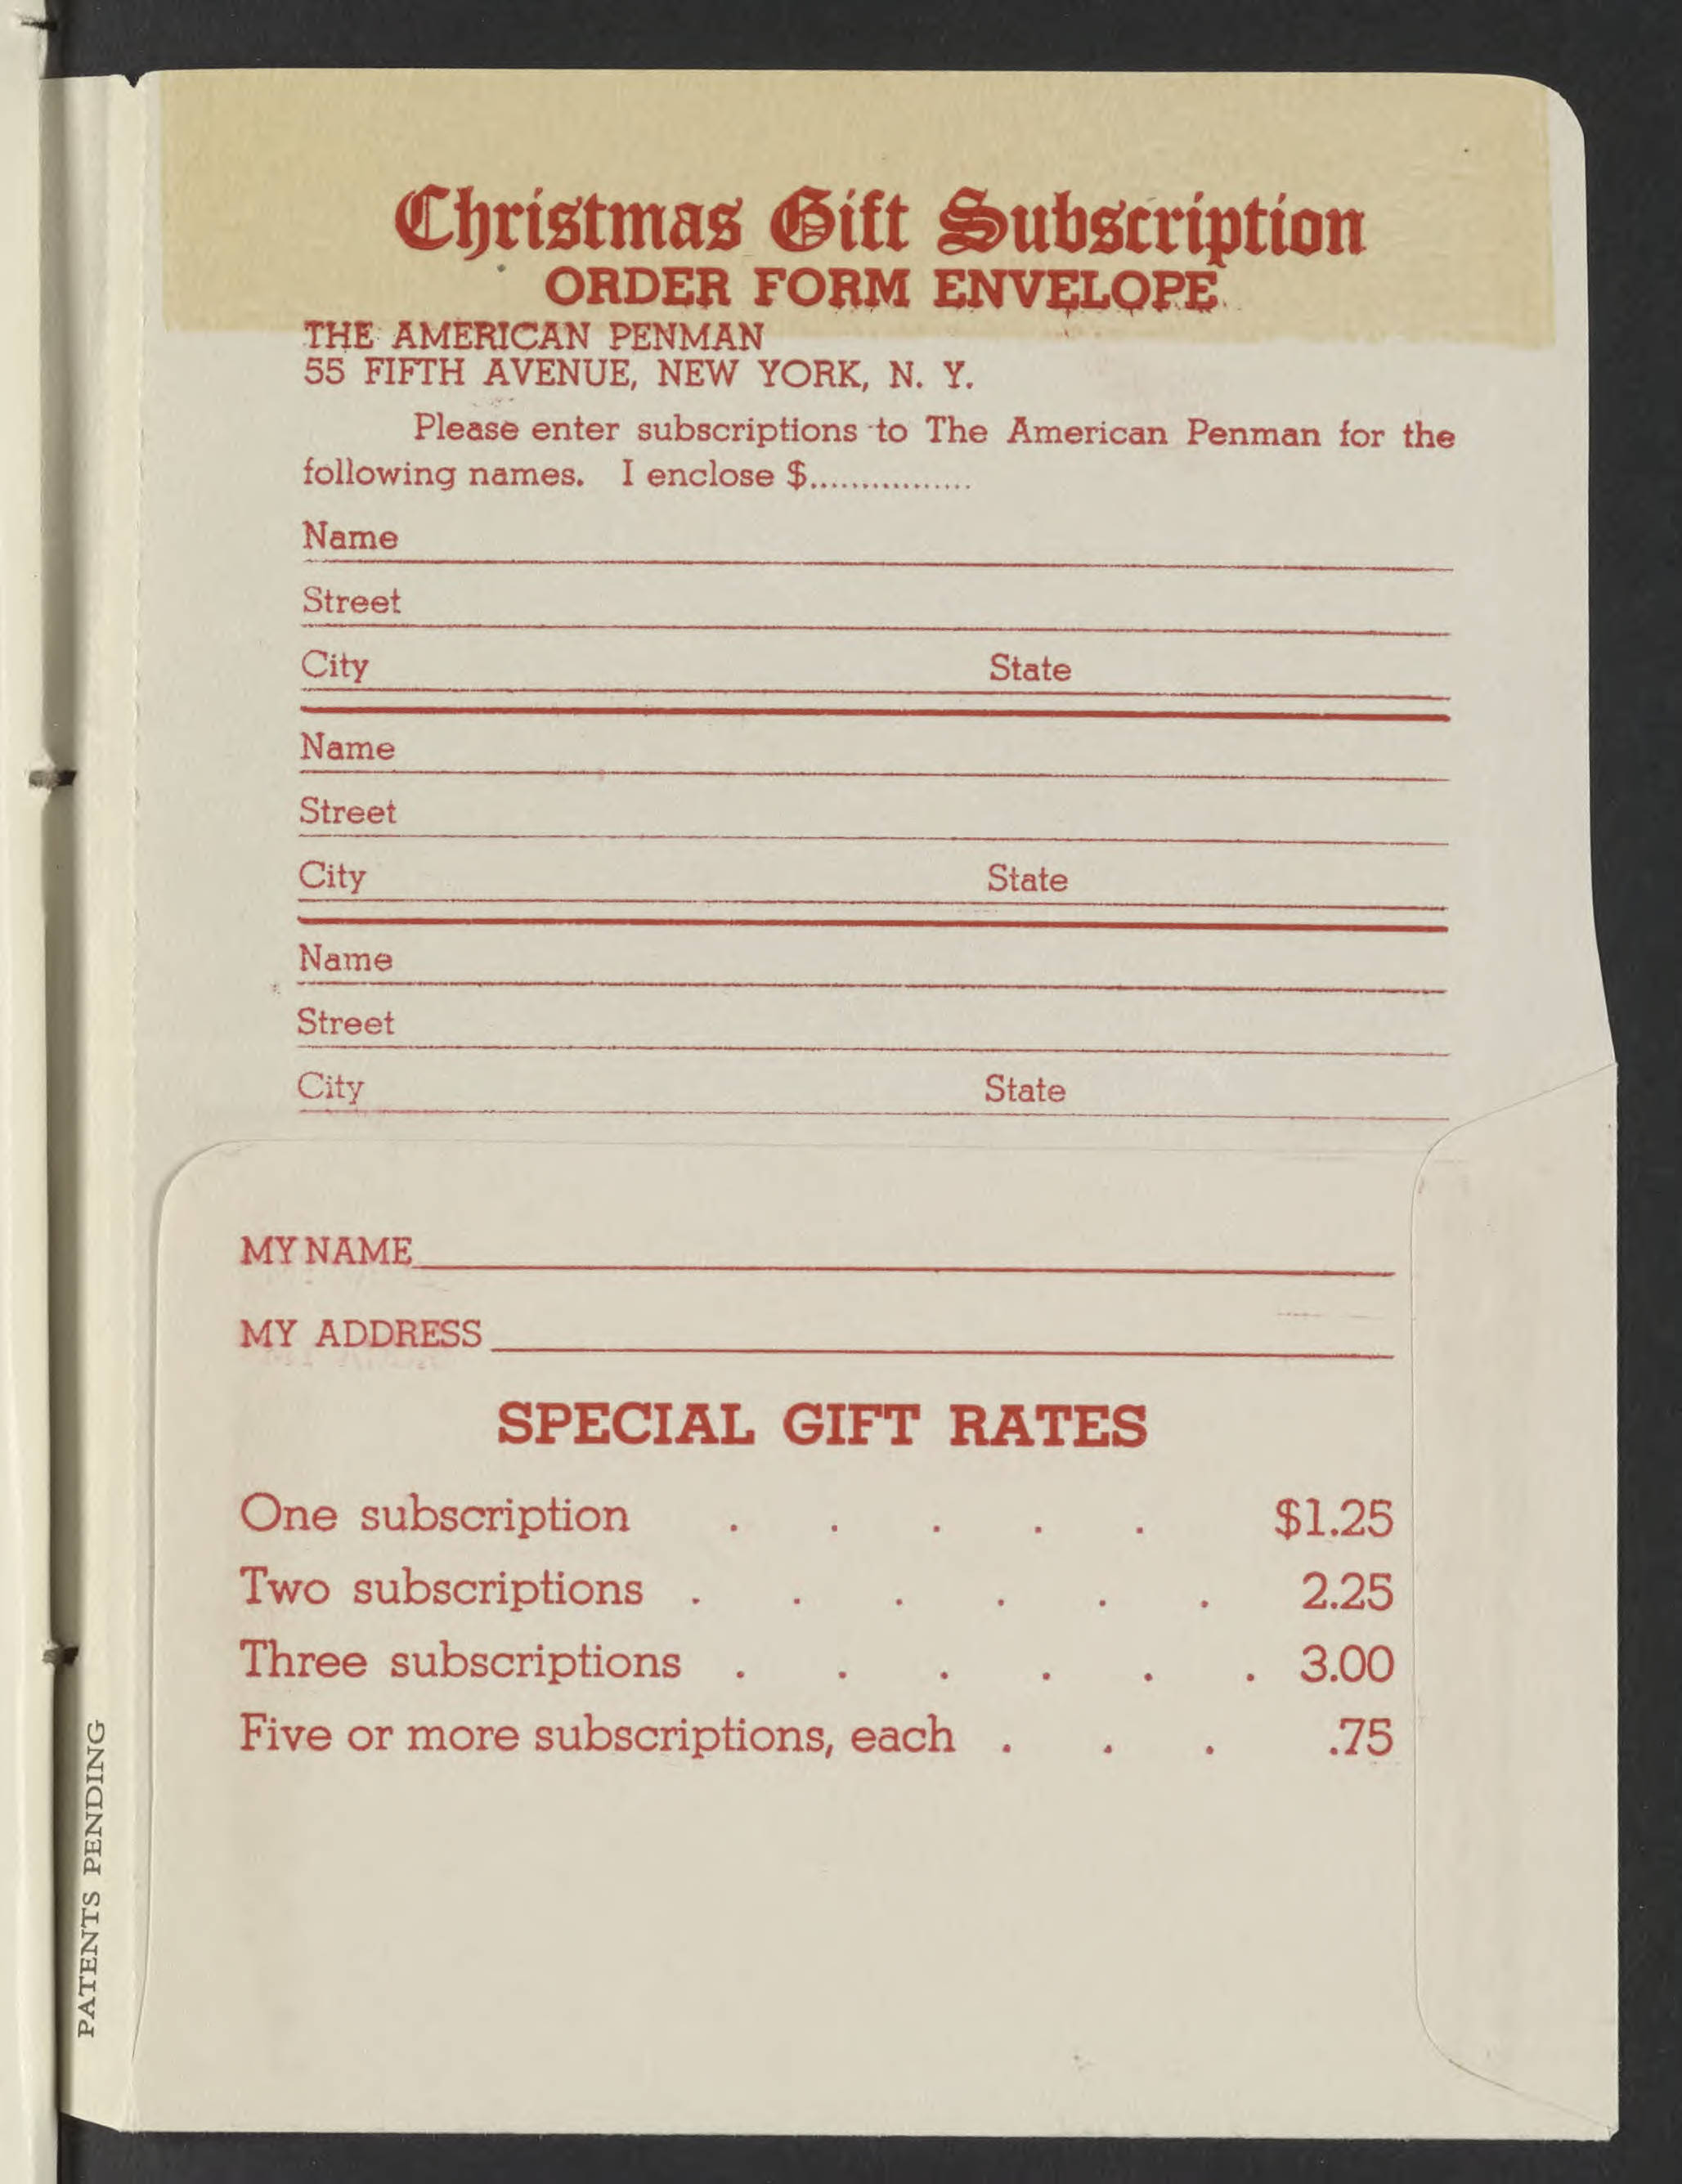 Christmas Gift Subscription
ORDER FORM ENVELOPE
THE AMERICAN PENMAN
55 FIFTH AVENUE, NEW YORK, N. Y.
Please enter subscriptions to The American Penman for the
following names. I enclose $................
Name
Street
City State
Name
Street
City State
Name
Street
City State
MY NAME
MY ADDRESS
SPECIAL GIFT RATES
One subscription . . . . . $1.25
Two subscriptions . . . . . . 2.25
Three subscriptions . . . . . . 3.00
Five or more subscriptions, each . . . .75
PATENTS PENDING